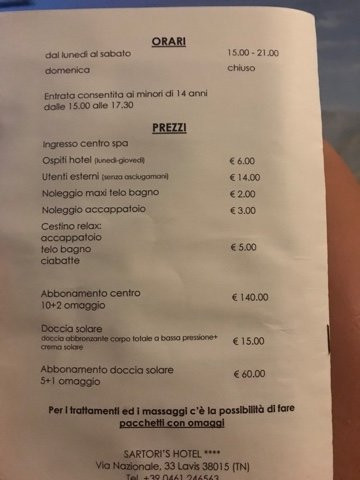 ORARI
dal lunedì al sabato 15.00 - 21.00
domenica chiuso
Entrata consentita ai minori di 14 anni
dalle 15.00 alle 17.30
PREZZI
Ingresso centro spa
Ospiti hotel (lunedì-giovedì) € 6.00
Utenti esterni (senza asciugamani) € 14.00
Noleggio maxi telo bagno € 2.00
Noleggio accappatoio € 3.00
Cestino relax:
accappatoio
telo bagno € 5.00
ciabatte
Abbonamento centro € 140.00
10+2 omaggio
Doccia solare
doccia abbronzante corpo totale a bassa pressione+ € 15.00
crema solare
Abbonamento doccia solare € 60.00
5+1 omaggio
Per i trattamenti ed i massaggi c'è la possibilità di fare
pacchetti con omaggi
SARTORI'S HOTEL ****
Via Nazionale, 33 Lavis 38015 (TN)
Tel. +39 0461 246563